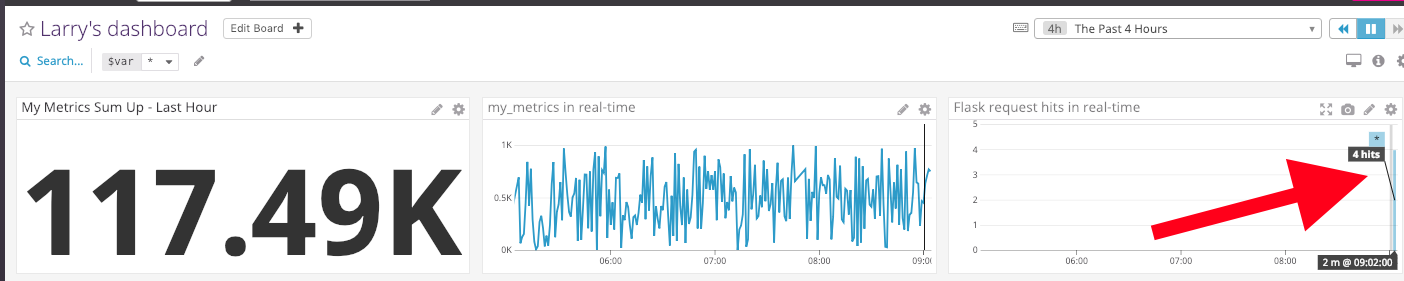 Larry's dashboard
Edit Board +
4h The Past 4 Hours
Search...
$var *
My Metrics Sum Up - Last Hour
117.49K
my_metrics in real-time
1K
0.5K
0K
06:00 07:00 08:00 09:00
Flask request hits in real-time
5
4
3
2
1
0
*
4 hits
06:00 07:00 08:00
2 m @ 09:02:00